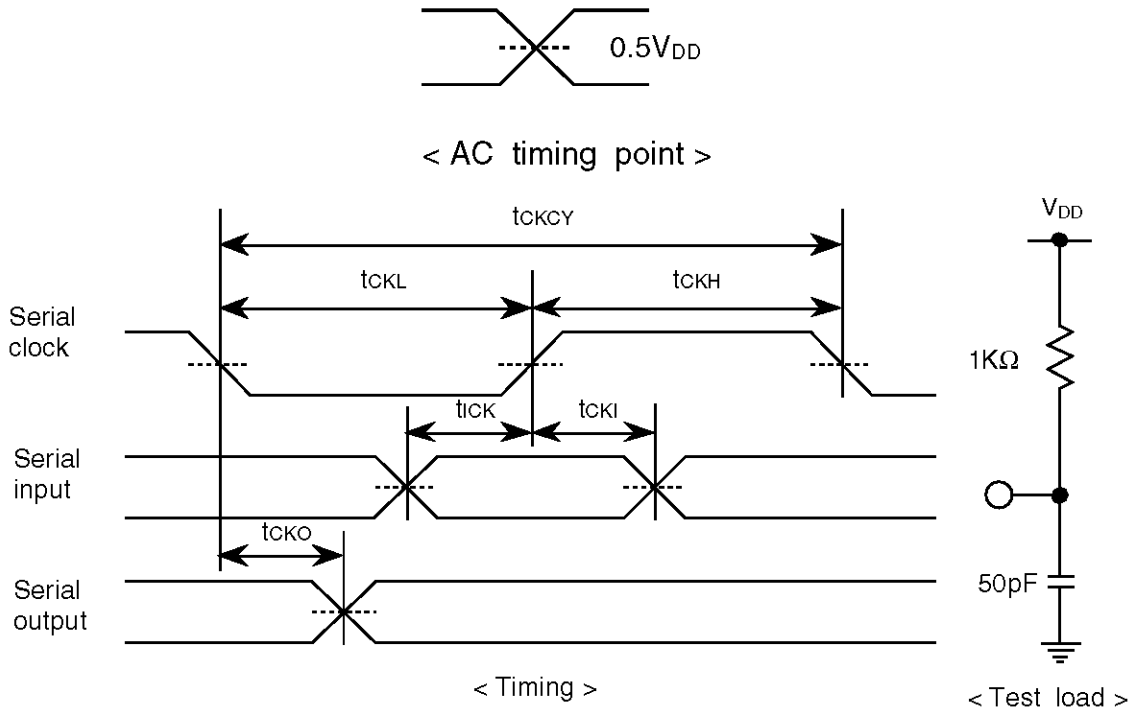 0.5VDD
< AC timing point >
tCKCY
VDD
tCKL
tCKH
Serial
clock
1KΩ
tICK
tCKI
Serial
input
tCKO
Serial
output
50pF
< Timing >
< Test load >